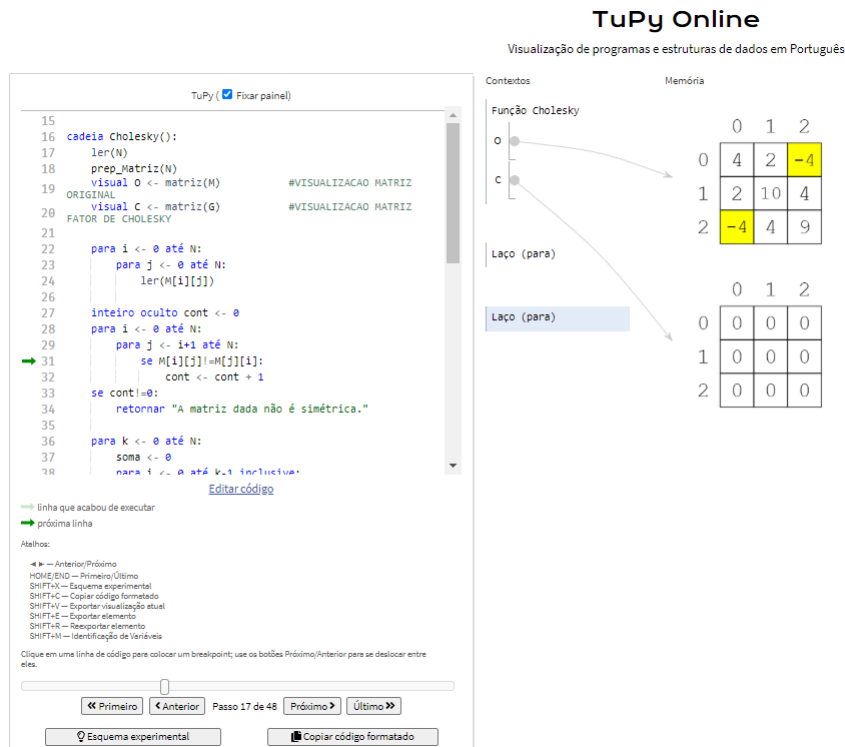 TuPy Online
Visualização de programas e estruturas de dados em Português
TuPy ( Fixar painel)
15
16 cadeia Cholesky():
17 ler(N)
18 prep_Matriz(N)
19 visual O <- matriz(M) #VISUALIZACAO MATRIZ
ORIGINAL
20 visual C <- matriz(G) #VISUALIZACAO MATRIZ
FATOR DE CHOLESKY
21
22 para i <- 0 até N:
23 para j <- 0 até N:
24 ler(M[i][j])
26
27 inteiro oculto cont <- 0
28 para i <- 0 até N:
29 para j <- i+1 até N:
31 se M[i][j]!=M[j][i]:
32 cont <- cont + 1
33 se cont!=0:
34 retornar "A matriz dada não é simétrica."
35
36 para k <- 0 até N:
37 soma <- 0
38 para j <- 0 até k-1 inclusive:
Editar código
linha que acabou de executar
próxima linha
Atalhos:
◄ ► — Anterior/Próximo
HOME/END — Primeiro/Último
SHIFT+X — Esquema experimental
SHIFT+C — Copiar código formatado
SHIFT+V — Exportar visualização atual
SHIFT+E — Exportar elemento
SHIFT+R — Reexportar elemento
SHIFT+M — Identificação de Variáveis
Clique em uma linha de código para colocar um breakpoint; use os botões Próximo/Anterior para se deslocar entre
eles.
Primeiro Anterior Passo 17 de 48 Próximo Último
Esquema experimental Copiar código formatado
Contextos Memória
Função Cholesky
O
C
Laço (para)
Laço (para)
0 1 2
0 4 2 -4
1 2 10 4
2 -4 4 9
0 1 2
0 0 0 0
1 0 0 0
2 0 0 0